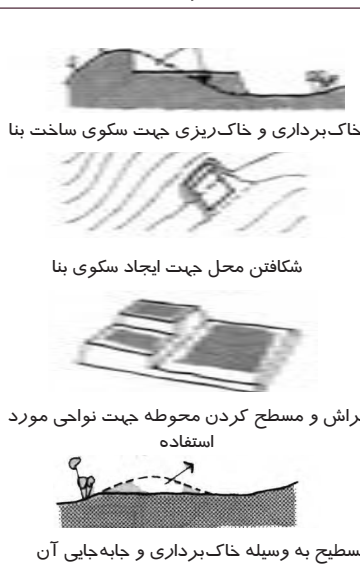 خاک‌برداری و خاک‌ریزی جهت سکوی ساخت بنا
شکافتن محل جهت ایجاد سکوی بنا
و مسطح کردن محوطه جهت نواحی مورد
استفاده
به وسیله خاک‌برداری و جابه‌جایی آن